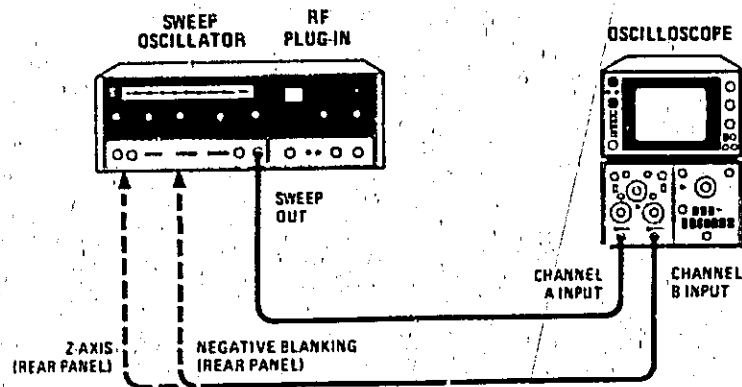 SWEEP
OSCILLATOR
RF
PLUG-IN
OSCILLOSCOPE
SWEEP
OUT
CHANNEL
A INPUT
CHANNEL
B INPUT
Z-AXIS
(REAR PANEL)
NEGATIVE BLANKING
(REAR PANEL)